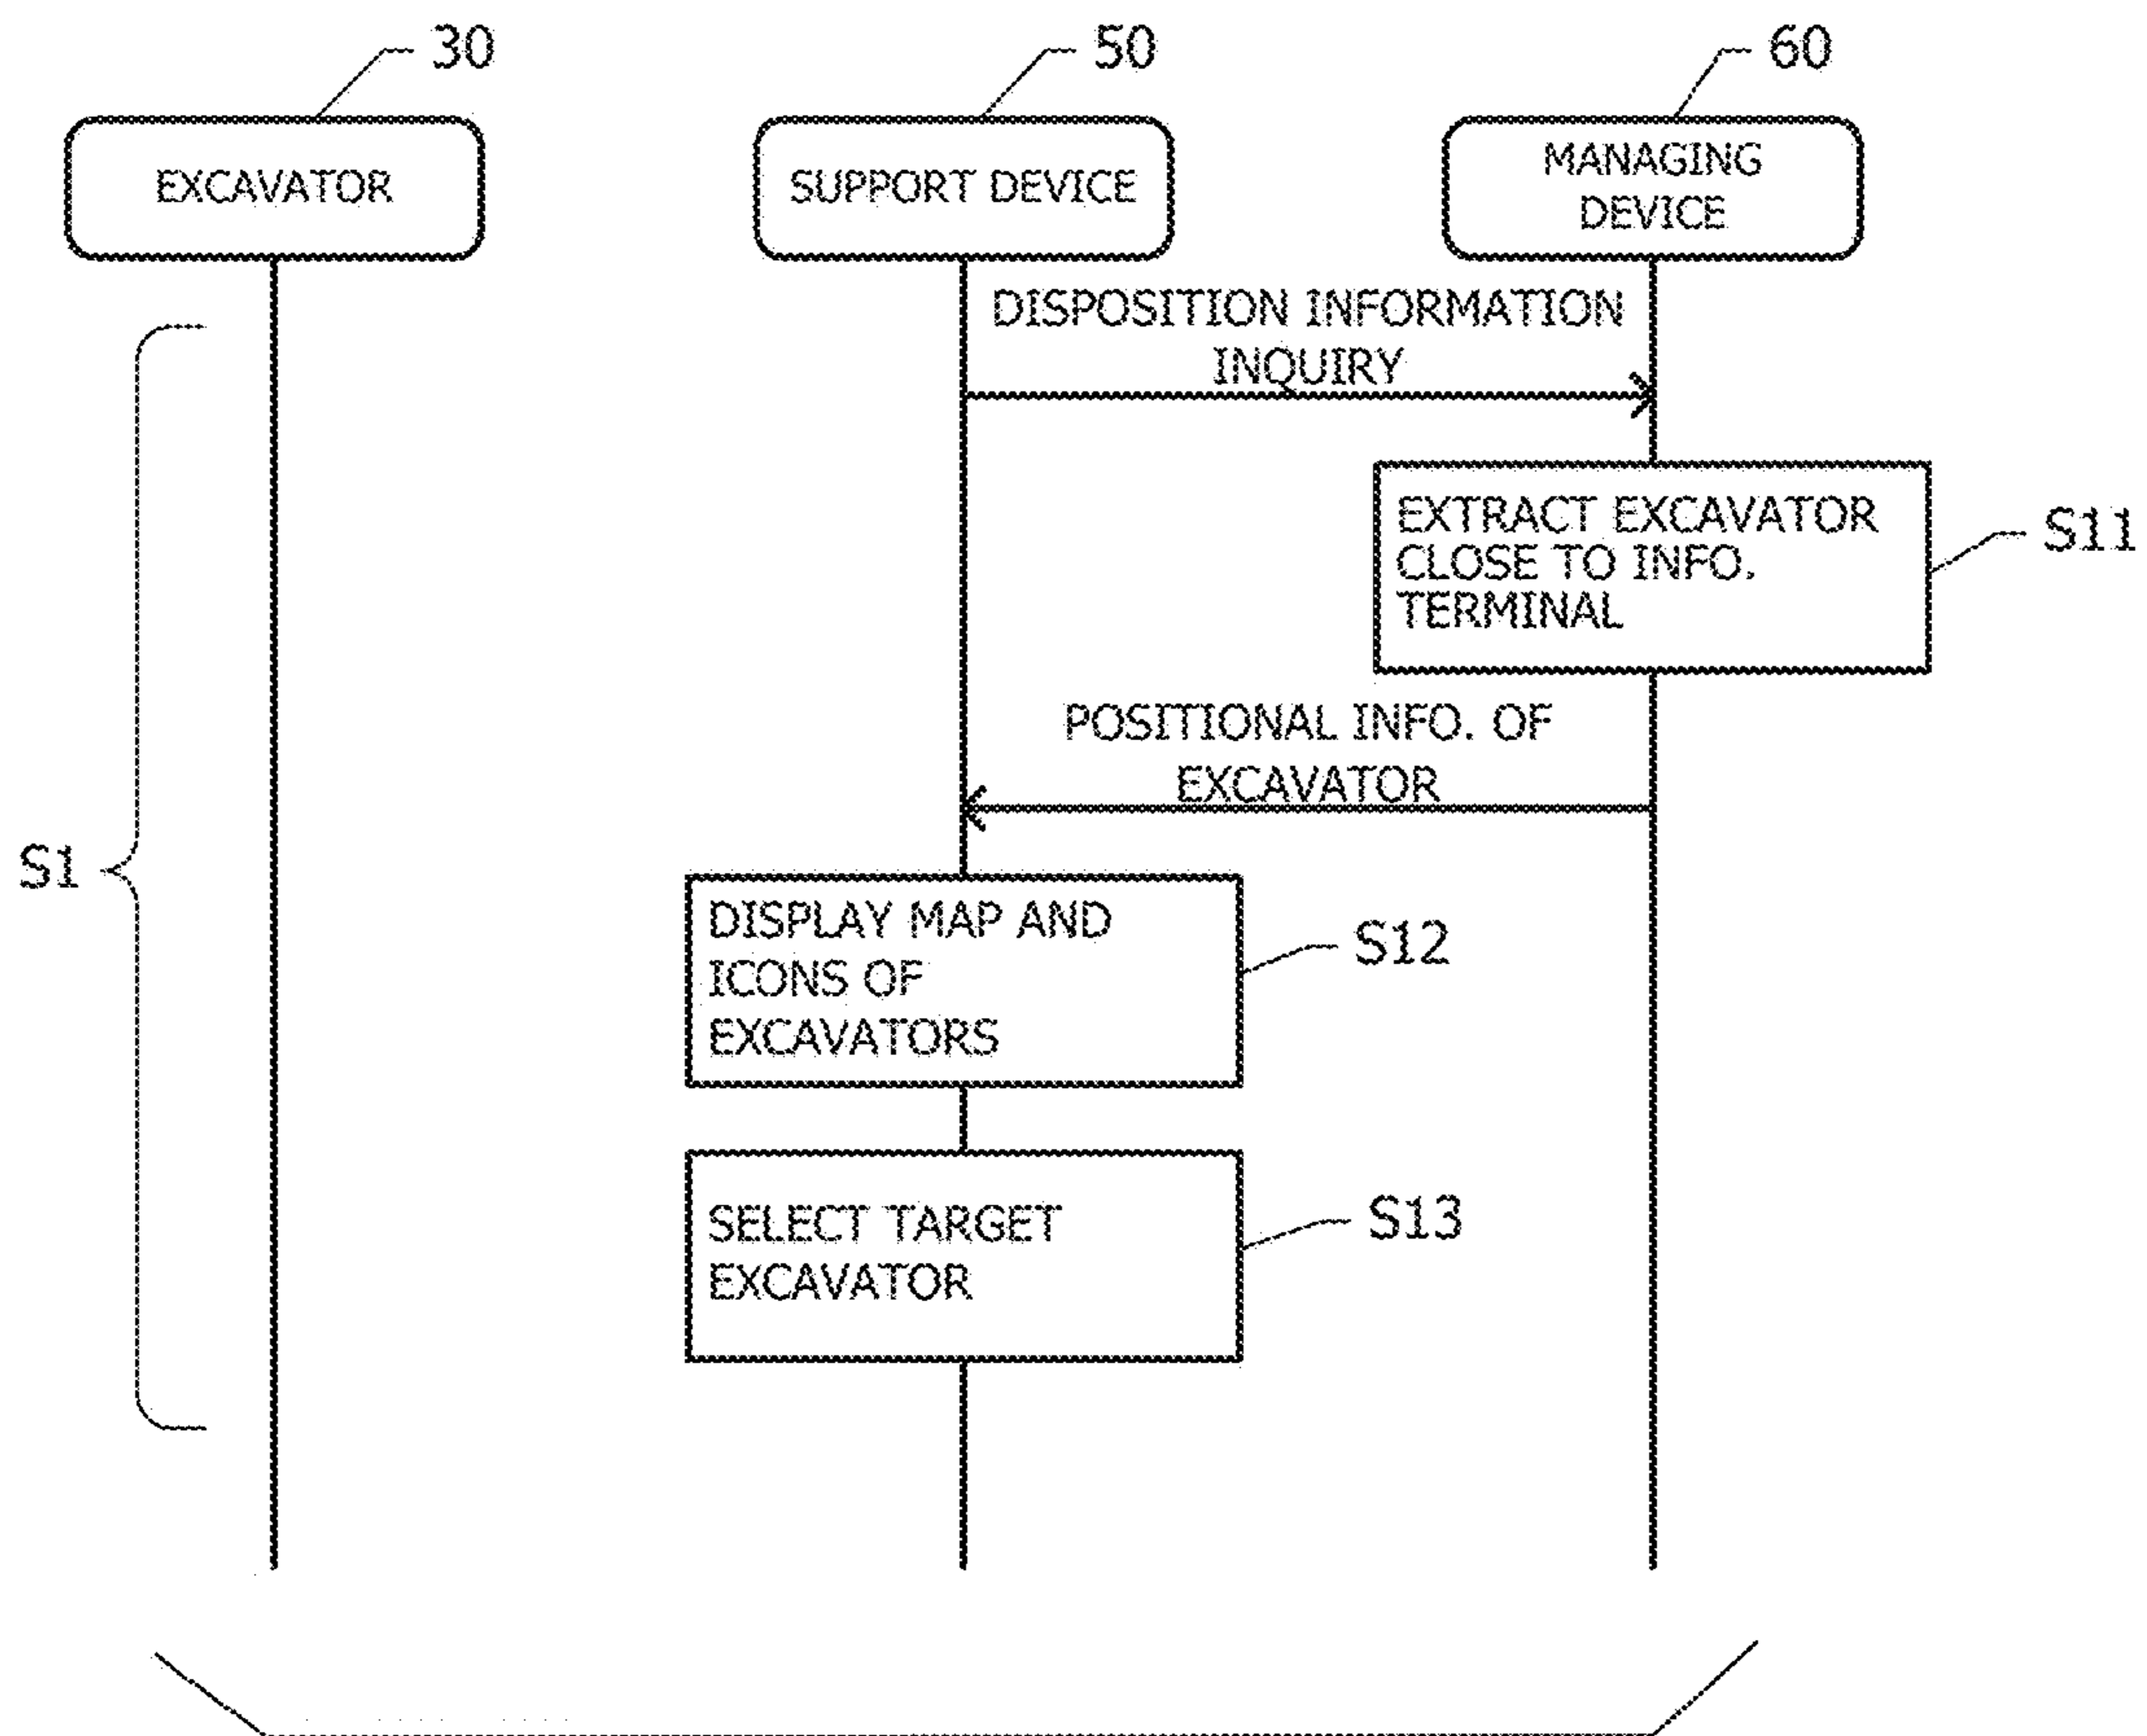 30
50
60
EXCAVATOR
SUPPORT DEVICE
MANAGING
DEVICE
DISPOSITION INFORMATION
INQUIRY
EXTRACT EXCAVATOR
CLOSE TO INFO.
TERMINAL
S11
POSITIONAL INFO. OF
EXCAVATOR
S1
DISPLAY MAP AND
ICONS OF
EXCAVATORS
S12
SELECT TARGET
EXCAVATOR
S13